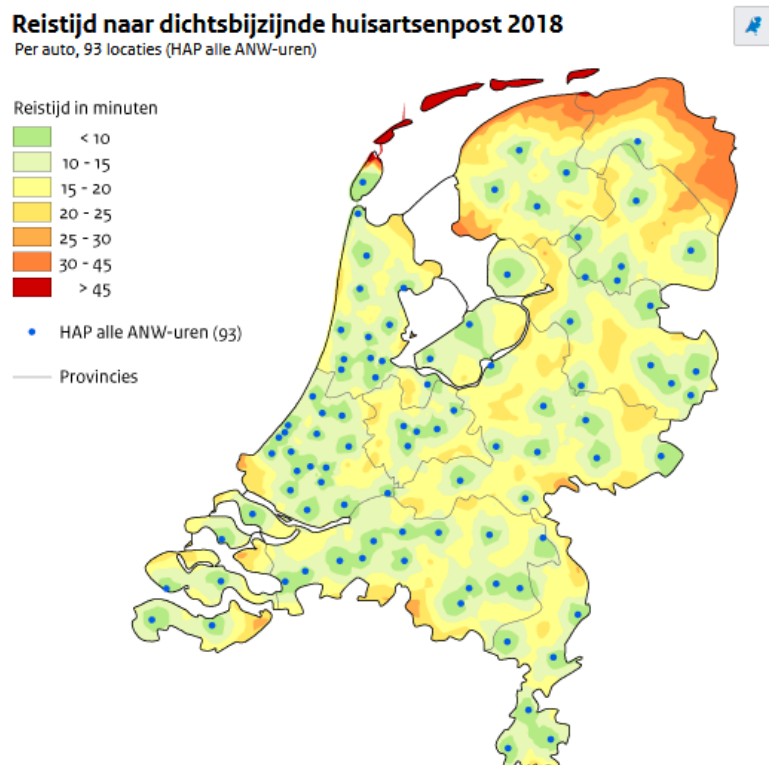 Reistijd naar dichtsbijzijnde huisartsenpost 2018
Per auto, 93 locaties (HAP alle ANW-uren)
Reistijd in minuten
< 10
10 - 15
15 - 20
20 - 25
25 - 30
30 - 45
> 45
HAP alle ANW-uren (93)
Provincies